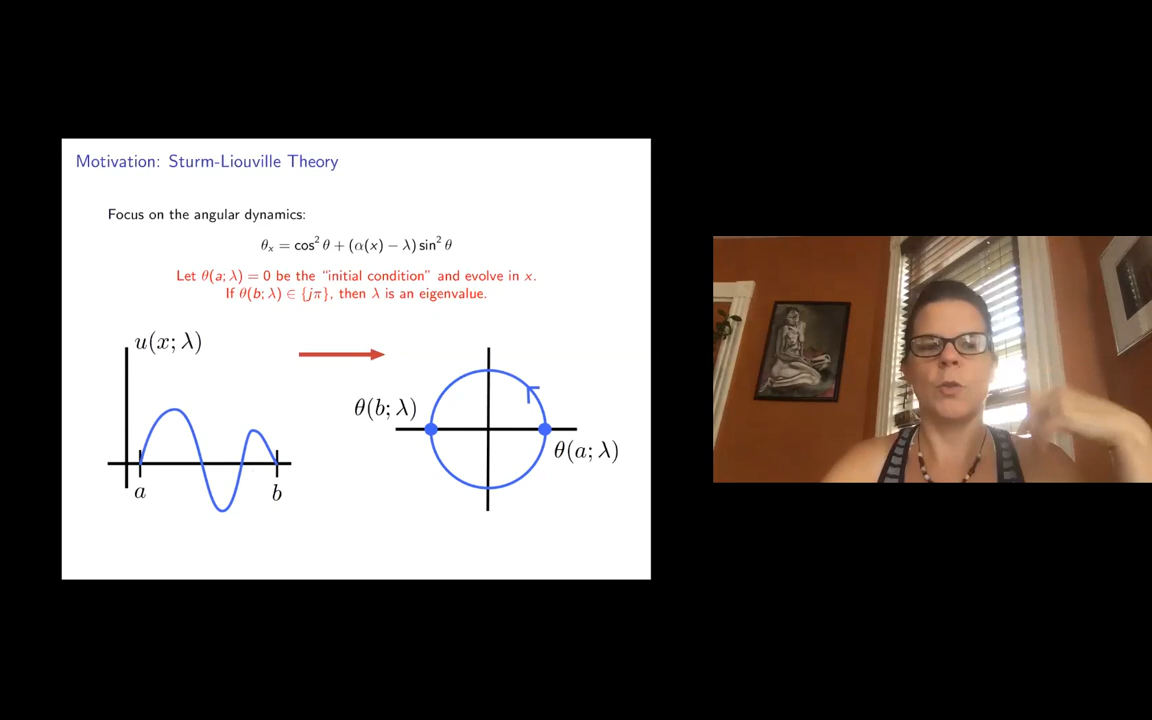 Motivation: Sturm-Liouville Theory
Focus on the angular dynamics:
θₓ = cos² θ + (α(x) − λ) sin² θ
Let θ(a; λ) = 0 be the “initial condition” and evolve in x.
If θ(b; λ) ∈ {jπ}, then λ is an eigenvalue.
u(x; λ)
a
b
θ(b; λ)
θ(a; λ)